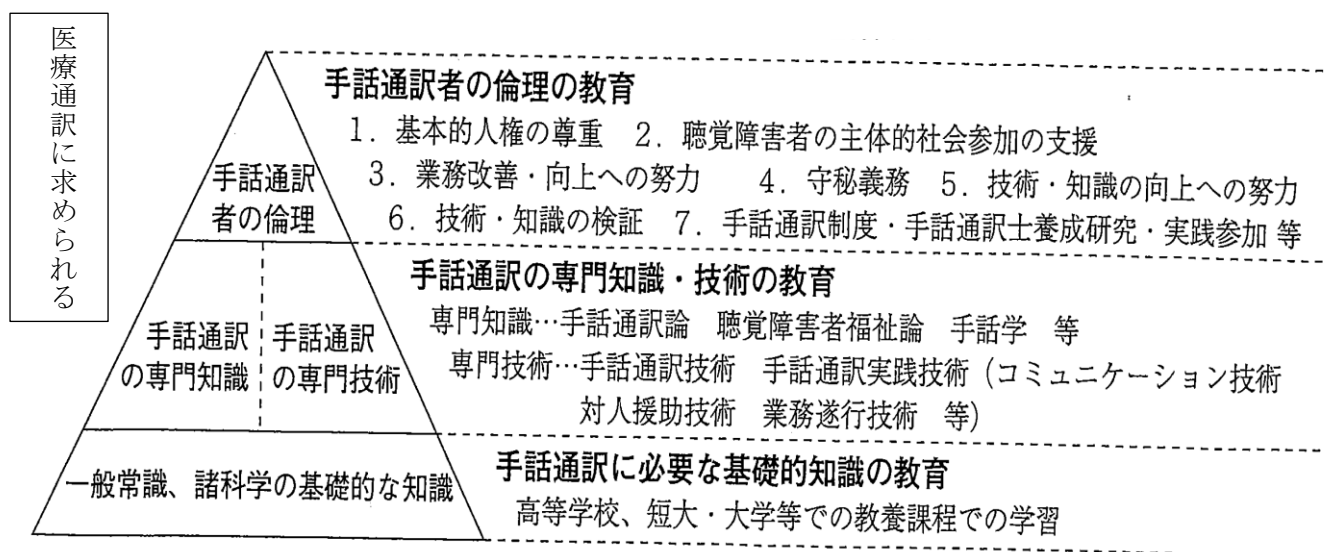 医療通訳に求められる
手話通訳者の倫理の教育
1．基本的人権の尊重　2．聴覚障害者の主体的社会参加の支援
3．業務改善・向上への努力　4．守秘義務　5．技術・知識の向上への努力
6．技術・知識の検証　7．手話通訳制度・手話通訳士養成研究・実践参加 等
手話通訳
者の倫理
手話通訳の専門知識・技術の教育
専門知識…手話通訳論　聴覚障害者福祉論　手話学　等
専門技術…手話通訳技術　手話通訳実践技術（コミュニケーション技術
対人援助技術　業務遂行技術　等）
手話通訳
の専門知識
手話通訳
の専門技術
手話通訳に必要な基礎的知識の教育
高等学校、短大・大学等での教養課程での学習
一般常識、諸科学の基礎的な知識